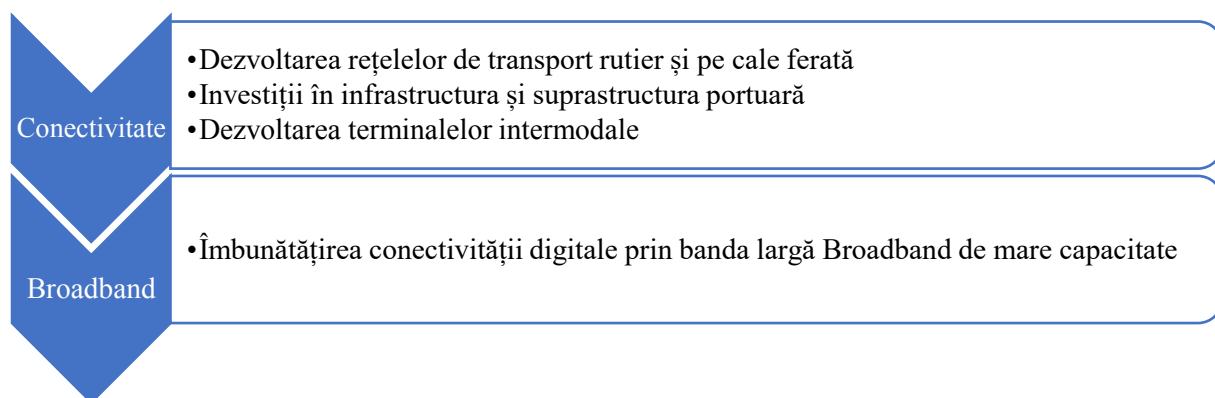 Conectivitate
•Dezvoltarea rețelelor de transport rutier și pe cale ferată
•Investiții în infrastructura și suprastructura portuară
•Dezvoltarea terminalelor intermodale
Broadband
•Îmbunătățirea conectivității digitale prin banda largă Broadband de mare capacitate